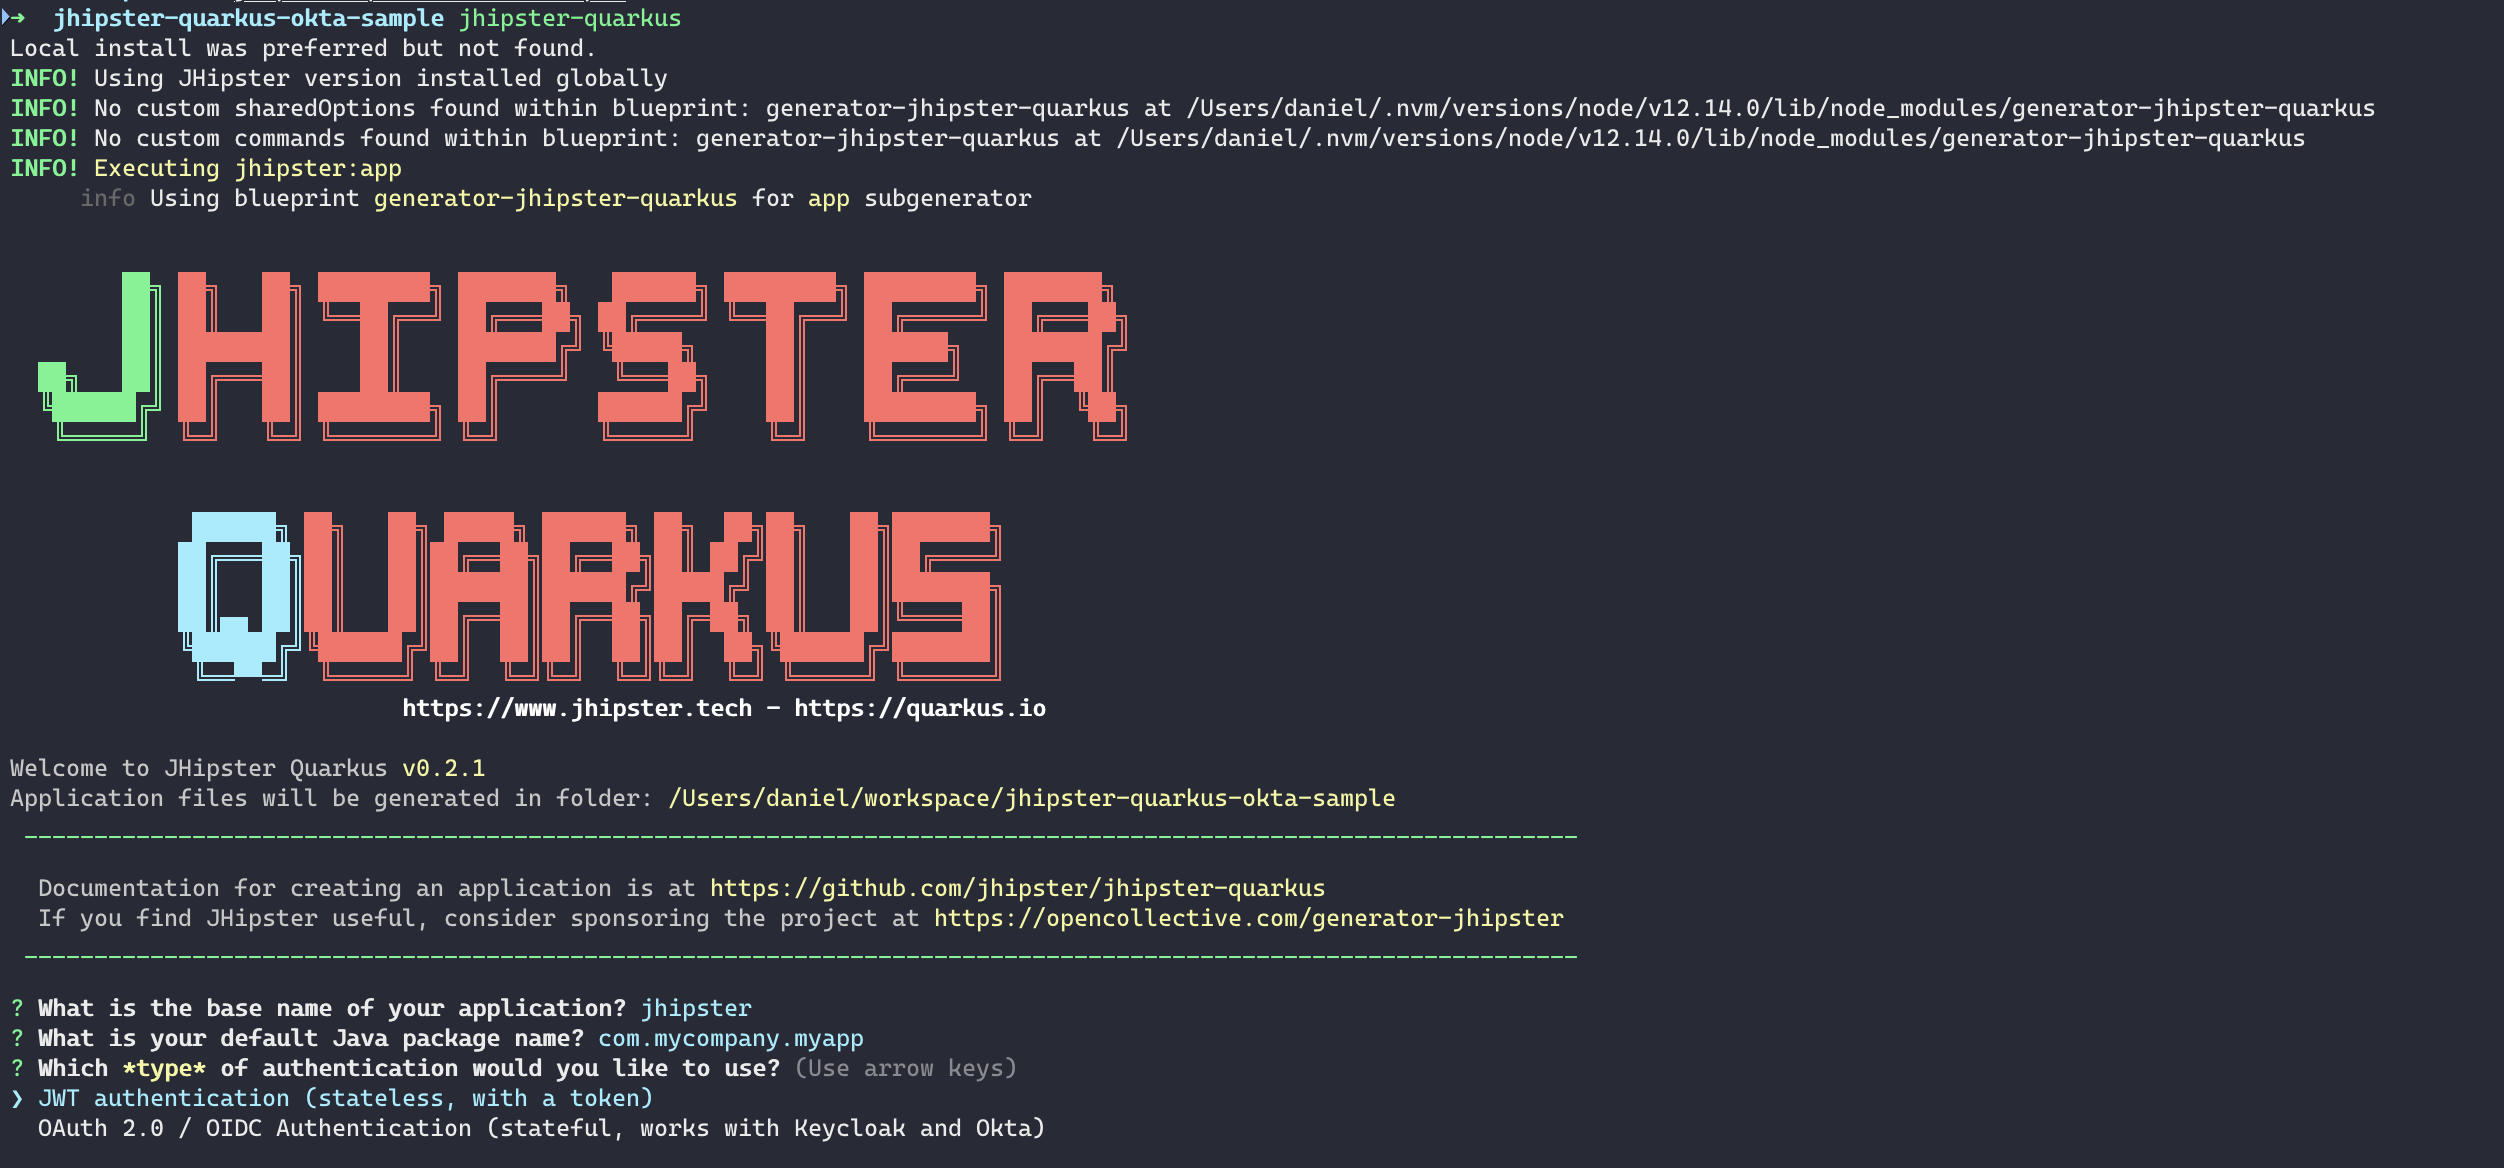 ➜  jhipster-quarkus-okta-sample jhipster-quarkus
Local install was preferred but not found.
INFO! Using JHipster version installed globally
INFO! No custom sharedOptions found within blueprint: generator-jhipster-quarkus at /Users/daniel/.nvm/versions/node/v12.14.0/lib/node_modules/generator-jhipster-quarkus
INFO! No custom commands found within blueprint: generator-jhipster-quarkus at /Users/daniel/.nvm/versions/node/v12.14.0/lib/node_modules/generator-jhipster-quarkus
INFO! Executing jhipster:app
info Using blueprint generator-jhipster-quarkus for app subgenerator
JHIPSTER
QUARKUS
https://www.jhipster.tech - https://quarkus.io
Welcome to JHipster Quarkus v0.2.1
Application files will be generated in folder: /Users/daniel/workspace/jhipster-quarkus-okta-sample
Documentation for creating an application is at https://github.com/jhipster/jhipster-quarkus
If you find JHipster useful, consider sponsoring the project at https://opencollective.com/generator-jhipster
? What is the base name of your application? jhipster
? What is your default Java package name? com.mycompany.myapp
? Which *type* of authentication would you like to use? (Use arrow keys)
❯ JWT authentication (stateless, with a token)
OAuth 2.0 / OIDC Authentication (stateful, works with Keycloak and Okta)